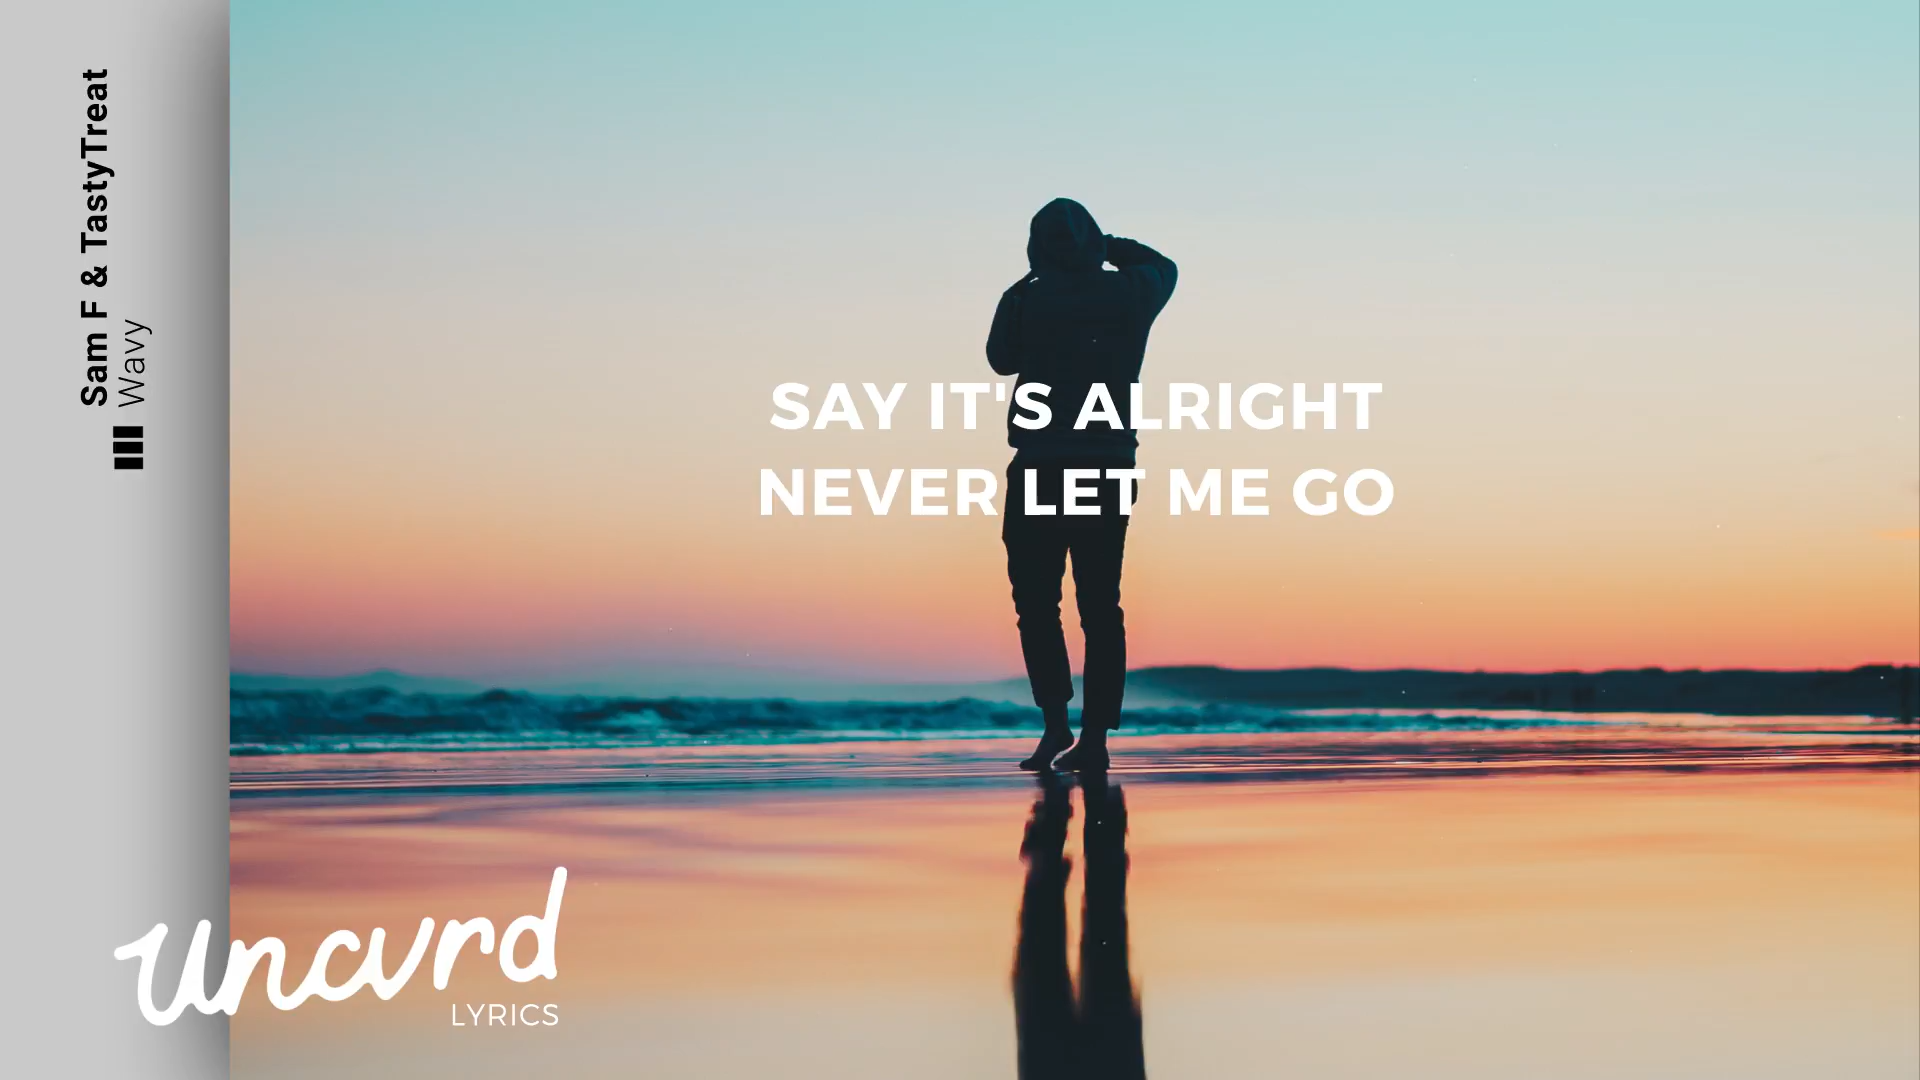 Sam F & TastyTreat
Wavy
SAY IT'S ALRIGHT
NEVER LET ME GO
uncvrd
LYRICS